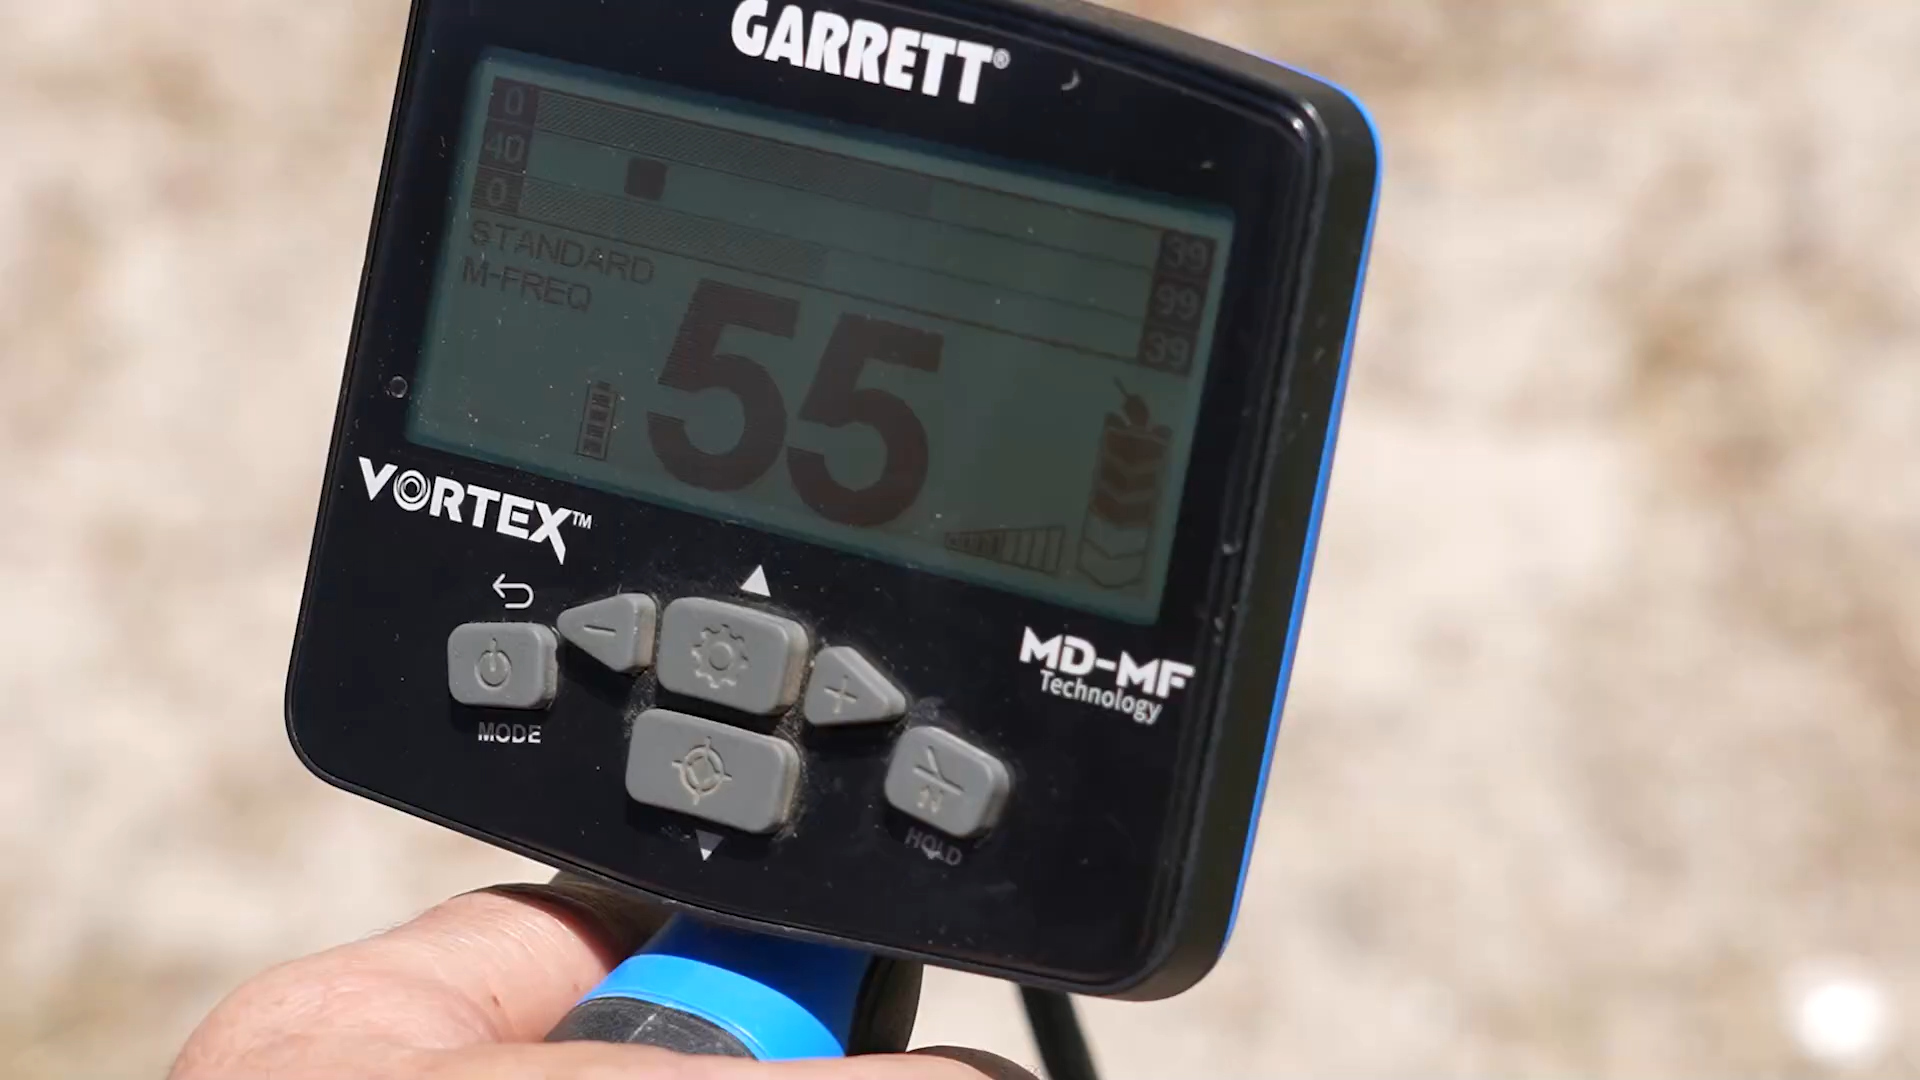 GARRETT®
0
40
0
39
99
39
STANDARD
M-FREQ
55
VORTEX™
MD-MF
Technology
MODE
HOLD